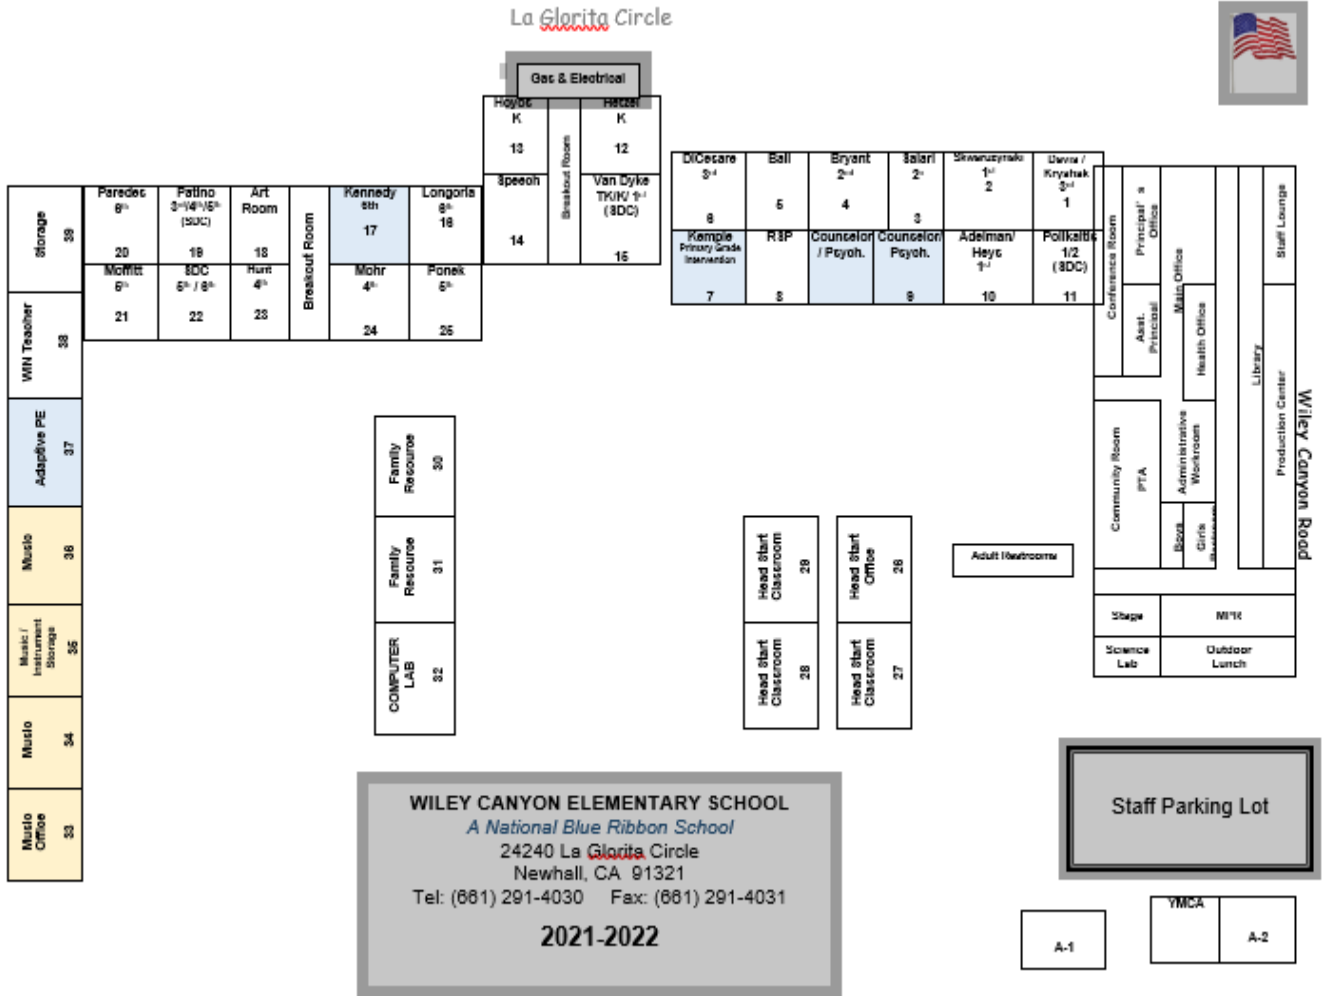 La Glorita Circle
Gas & Electrical
Hoyos
K
13
Breakout Room
Hetzel
K
12
Speech
14
Van Dyke
TK/K/ 1st
(SDC)
15
DiCesare
3rd
6
Ball
5
Bryant
2nd
4
Salari
3
Skwaruzynski
1st
2
Davis /
Kryshak
3rd
1
Kemple
Primary Grade
Intervention
7
RSP
8
Counselor
/ Psych.
Counselor/
Psych.
9
Adelman/
Heys
1st
10
Polikaitis
1/2
(SDC)
11
Storage
39
Paredes
6th
20
Patino
3rd/4th/5th
(SDC)
19
Art
Room
18
Breakout Room
Kennedy
6th
17
Longoria
6th
16
Moffitt
5th
21
SDC
5th / 6th
22
Hunt
4th
23
Mohr
4th
24
Ponek
5th
25
WIN Teacher
38
Adaptive PE
37
Music
36
Music /
Instrument
Storage
35
Music
34
Music
Office
33
Family
Resource
30
Family
Resource
31
COMPUTER
LAB
32
Head Start
Classroom
29
Head Start
Office
26
Head Start
Classroom
28
Head Start
Classroom
27
Adult Restrooms
Conference Room
Principal's
Office
Asst.
Principal
Main Office
Health Office
Library
Staff Lounge
Production Center
Community Room
PTA
Administrative
Workroom
Boys
Girls
Wiley Canyon Road
Stage
MPR
Science
Lab
Outdoor
Lunch
Staff Parking Lot
YMCA
A-1
A-2
WILEY CANYON ELEMENTARY SCHOOL
A National Blue Ribbon School
24240 La Glorita Circle
Newhall, CA 91321
Tel: (661) 291-4030 Fax: (661) 291-4031
2021-2022